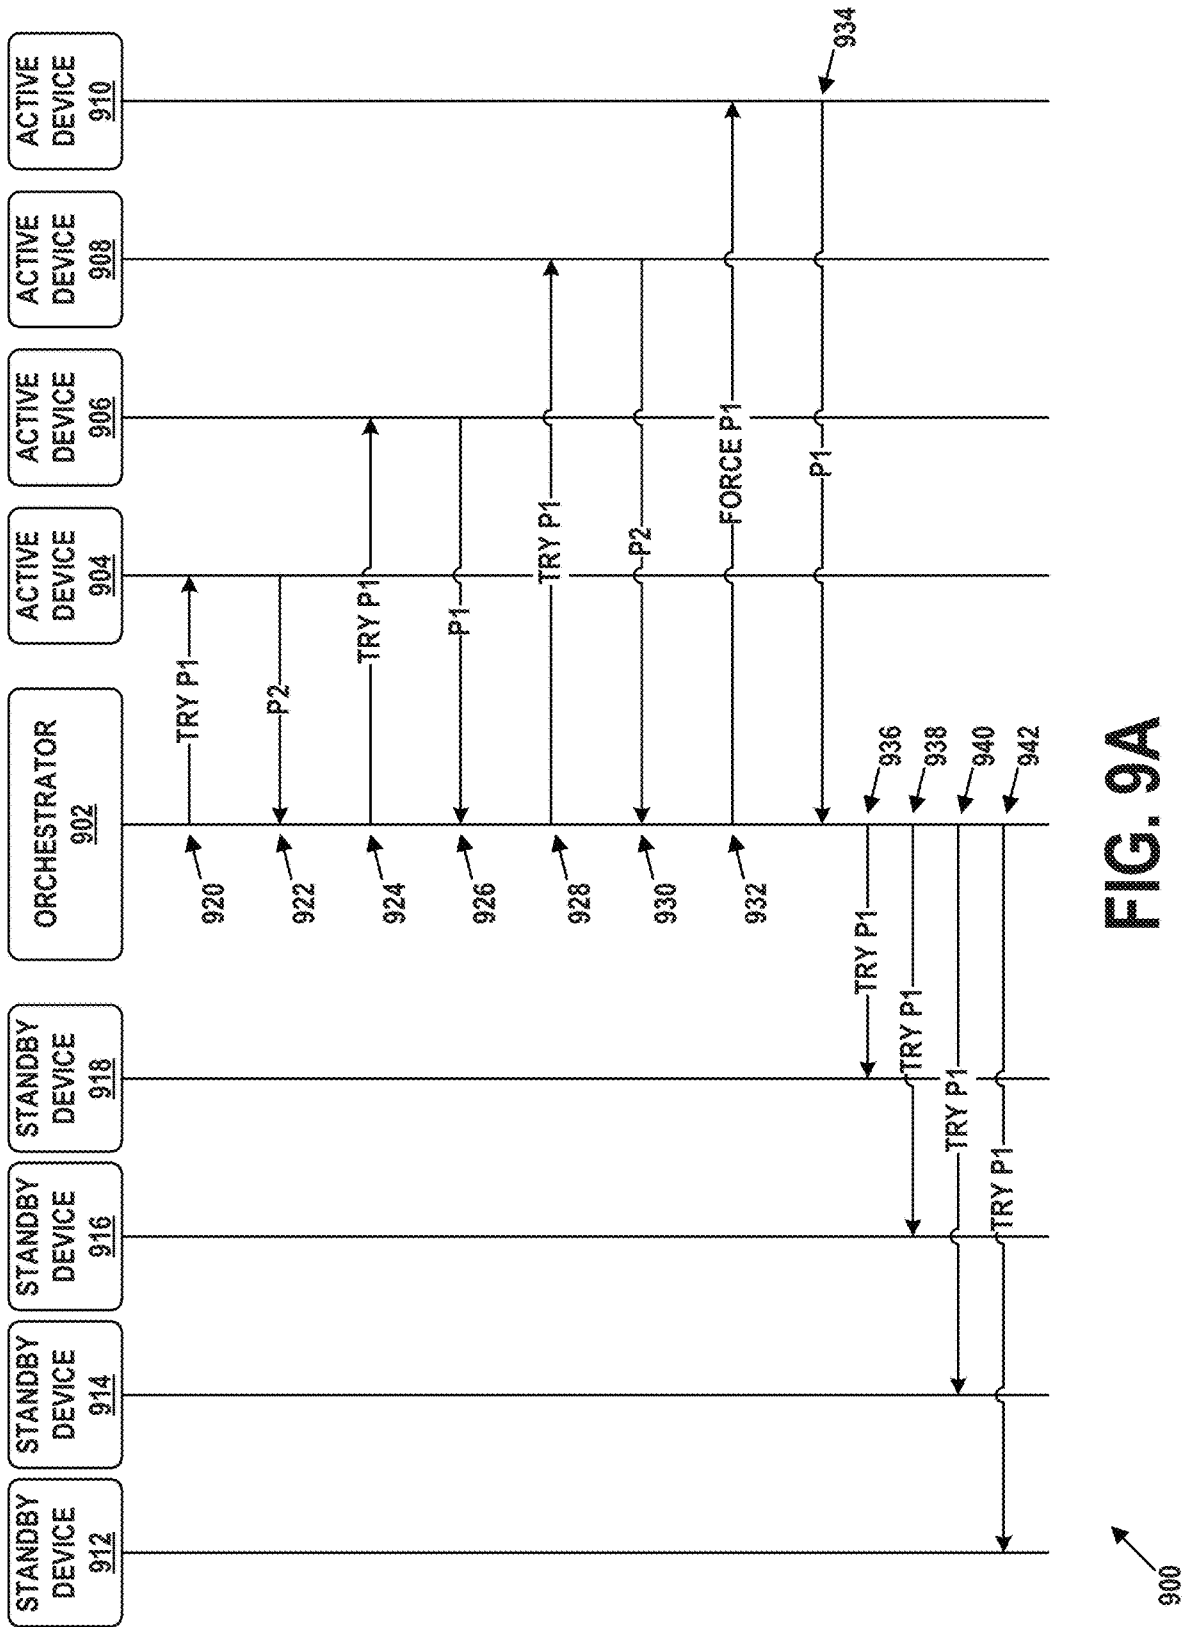 STANDBY
DEVICE
912
STANDBY
DEVICE
914
STANDBY
DEVICE
916
STANDBY
DEVICE
918
ORCHESTRATOR
902
ACTIVE
DEVICE
904
ACTIVE
DEVICE
906
ACTIVE
DEVICE
908
ACTIVE
DEVICE
910
920
TRY P1
922
P2
924
TRY P1
926
P1
928
TRY P1
930
P2
932
FORCE P1
P1
934
TRY P1
936
TRY P1
938
TRY P1
940
TRY P1
942
900
FIG. 9A